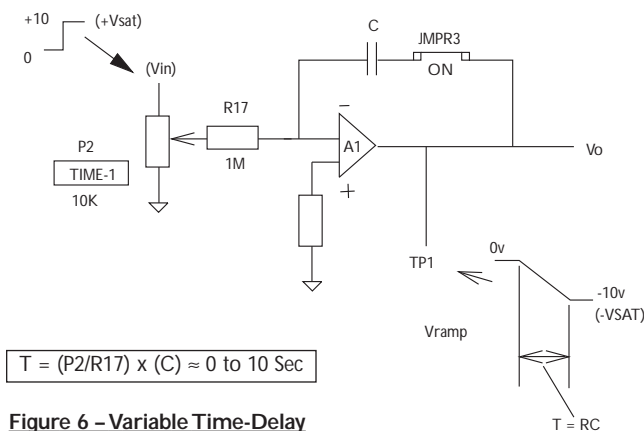 +10 (+Vsat)
0
(Vin)
C
JMPR3
ON
R17
1M
P2
TIME-1
10K
−
A1
+
Vo
TP1
0v
-10v
(-VSAT)
Vramp
T = (P2/R17) x (C) ≈ 0 to 10 Sec
T = RC
Figure 6 – Variable Time-Delay